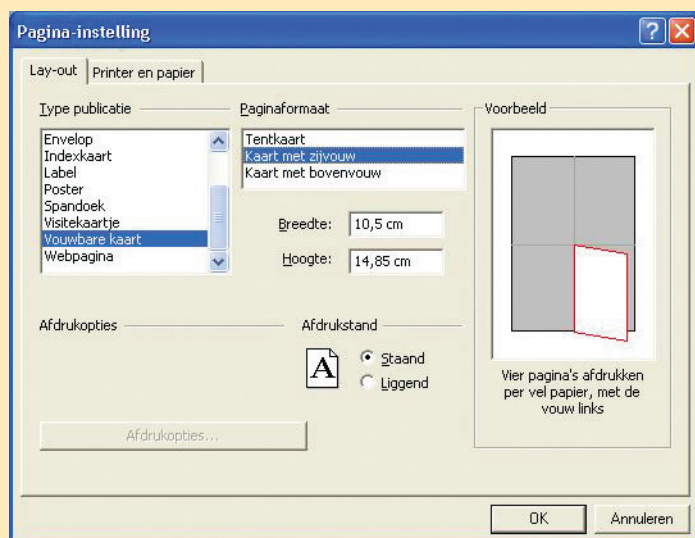 Pagina-instelling
Lay-out
Printer en papier
Type publicatie
Envelop
Indexkaart
Label
Poster
Spandoek
Visitekaartje
Vouwbare kaart
Webpagina
Paginaformaat
Tentkaart
Kaart met zijvouw
Kaart met bovenvouw
Breedte: 10,5 cm
Hoogte: 14,85 cm
Voorbeeld
Vier pagina's afdrukken
per vel papier, met de
vouw links
Afdrukopties
Afdrukopties...
Afdrukstand
A
Staand
Liggend
OK
Annuleren